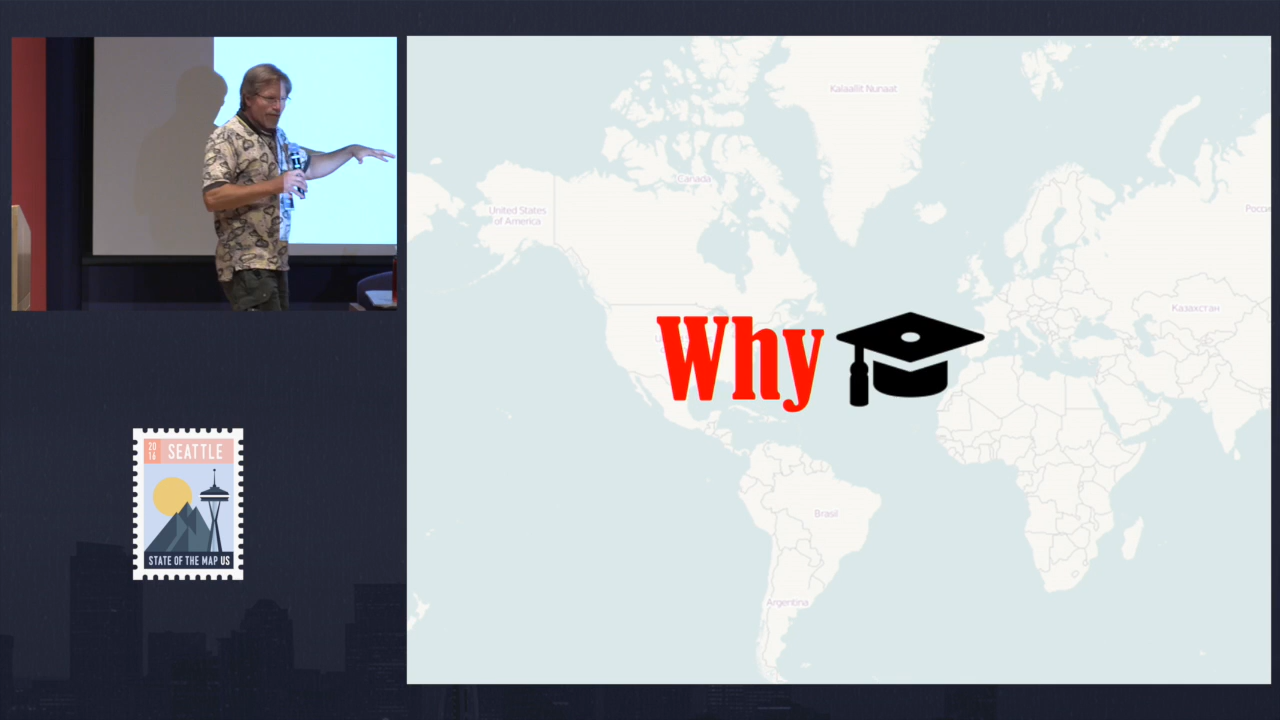 Kalaallit Nunaat
Canada
United States
of America
Росси
Казахстан
Why
Brasil
Argentina
20
16
SEATTLE
STATE OF THE MAP US